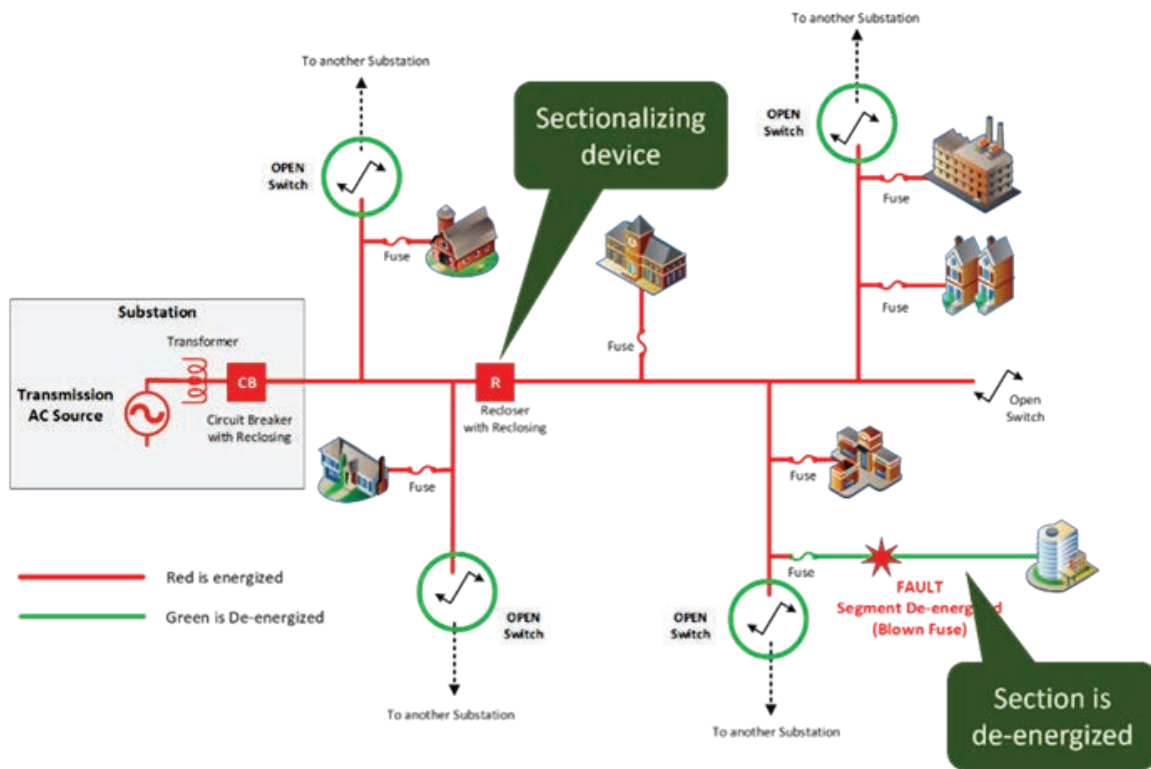 To another Substation
To another Substation
OPEN
Switch
Sectionalizing
device
OPEN
Switch
Fuse
Fuse
Fuse
Substation
Transformer
Transmission
AC Source
CB
Circuit Breaker
with Reclosing
R
Recloser
with Reclosing
Fuse
Open
Switch
Fuse
Fuse
Red is energized
Green is De-energized
OPEN
Switch
Fuse
FAULT
Segment De-energized
(Blown Fuse)
OPEN
Switch
To another Substation
To another Substation
Section is
de-energized